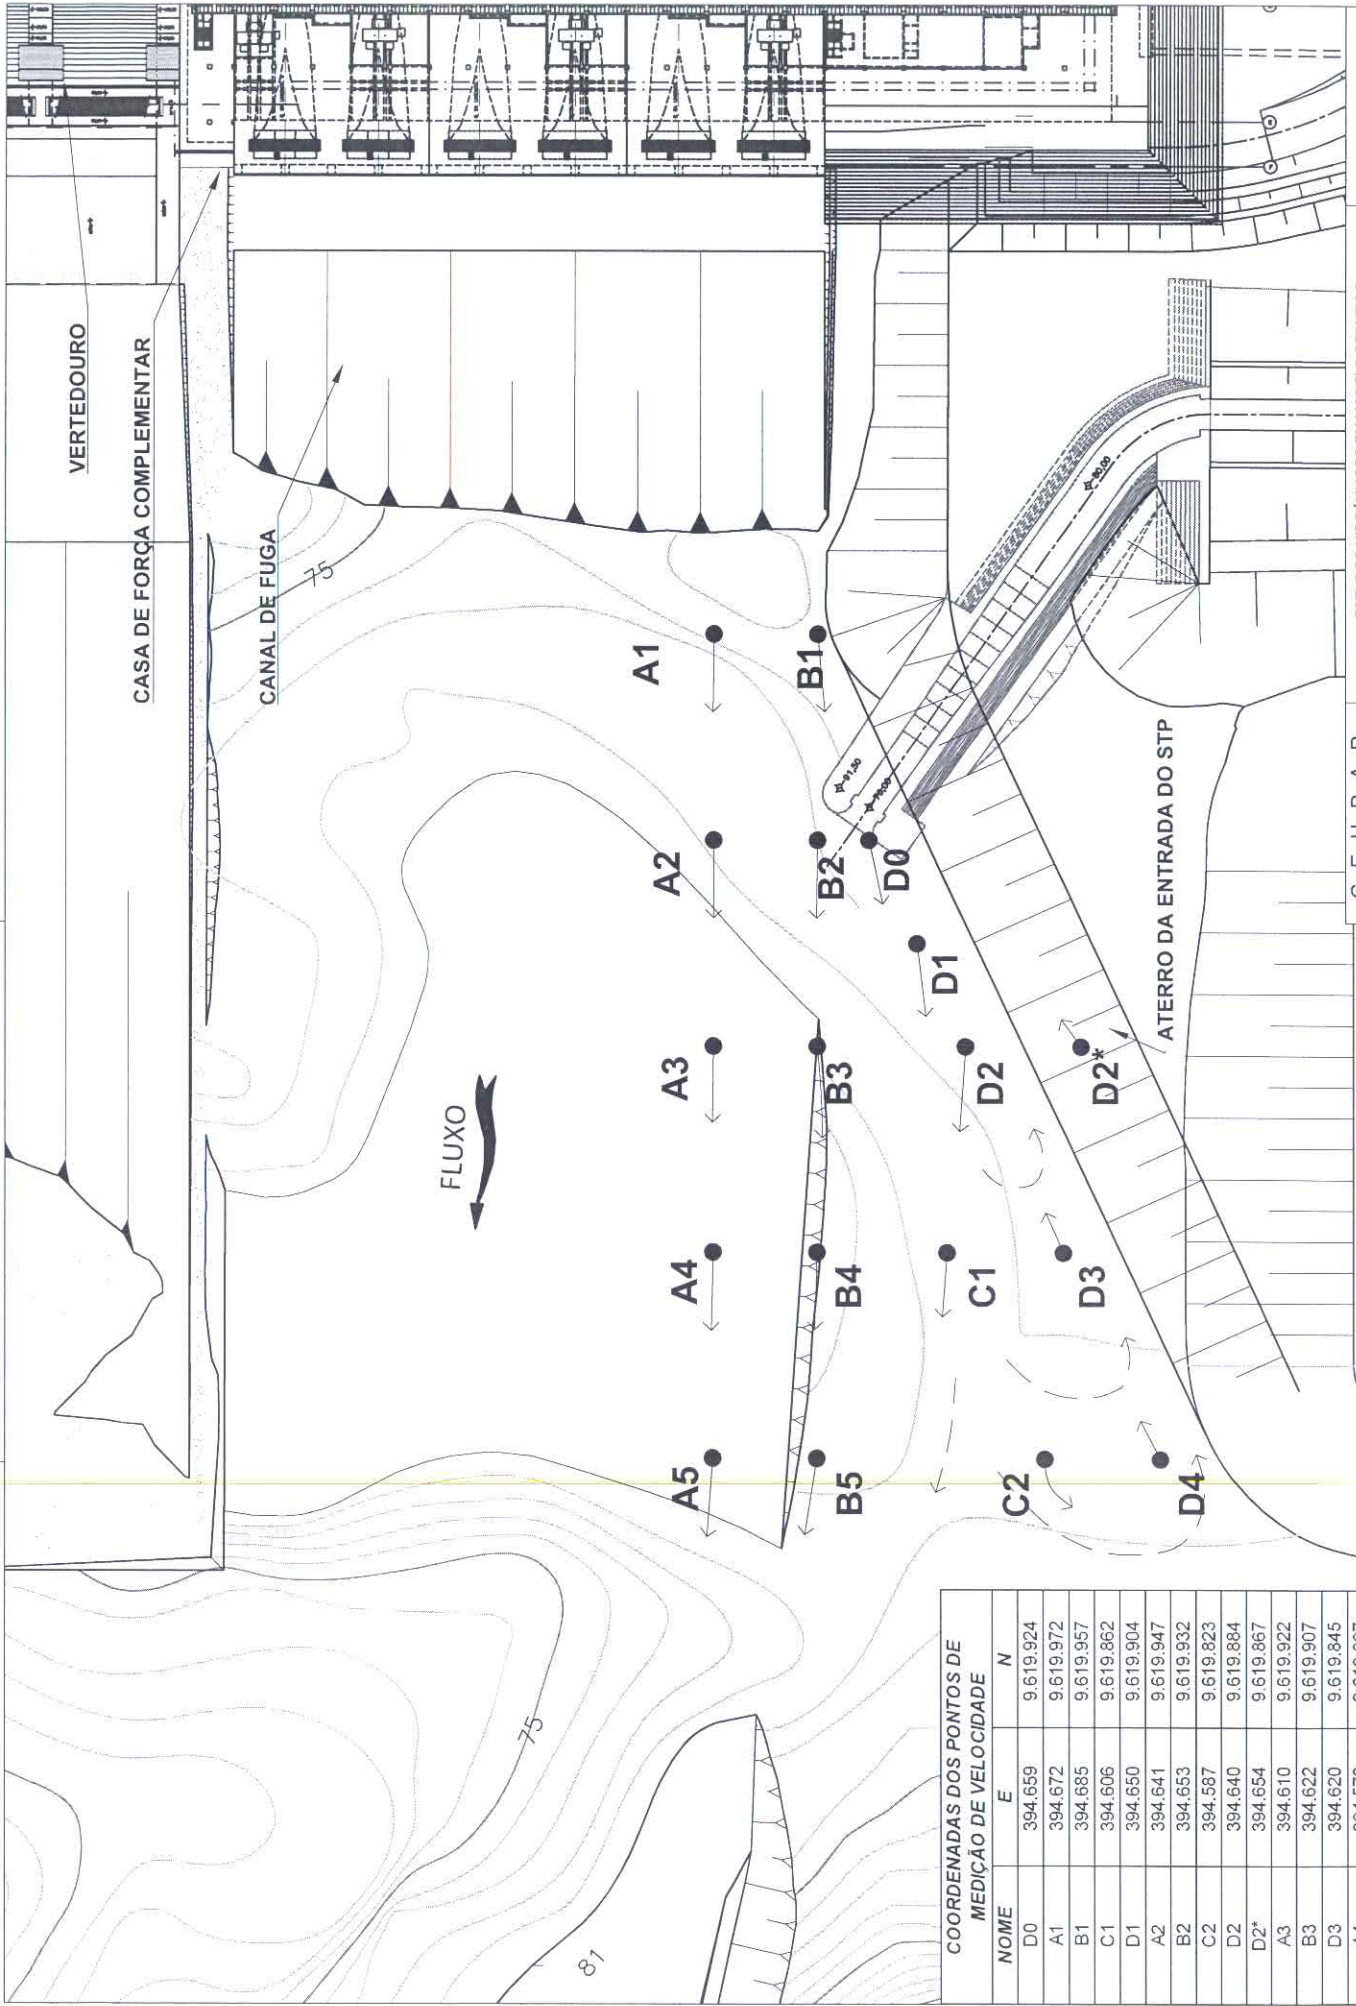 VERTEDOURO
CASA DE FORÇA COMPLEMENTAR
CANAL DE FUGA
75
FLUXO
A5
A4
A3
A2
A1
B5
B4
B3
B2
B1
D0
D1
C2
C1
D2
D4
D3
D2*
91,50
ATERRO DA ENTRADA DO STP
75
81
COORDENADAS DOS PONTOS DE
MEDIÇÃO DE VELOCIDADE
NOME E N
D0 394.659 9.619.924
A1 394.672 9.619.972
B1 394.685 9.619.957
C1 394.606 9.619.862
D1 394.650 9.619.904
A2 394.641 9.619.947
B2 394.653 9.619.932
C2 394.587 9.619.823
D2 394.640 9.619.884
D2* 394.654 9.619.867
A3 394.610 9.619.922
B3 394.622 9.619.907
D3 394.620 9.619.845